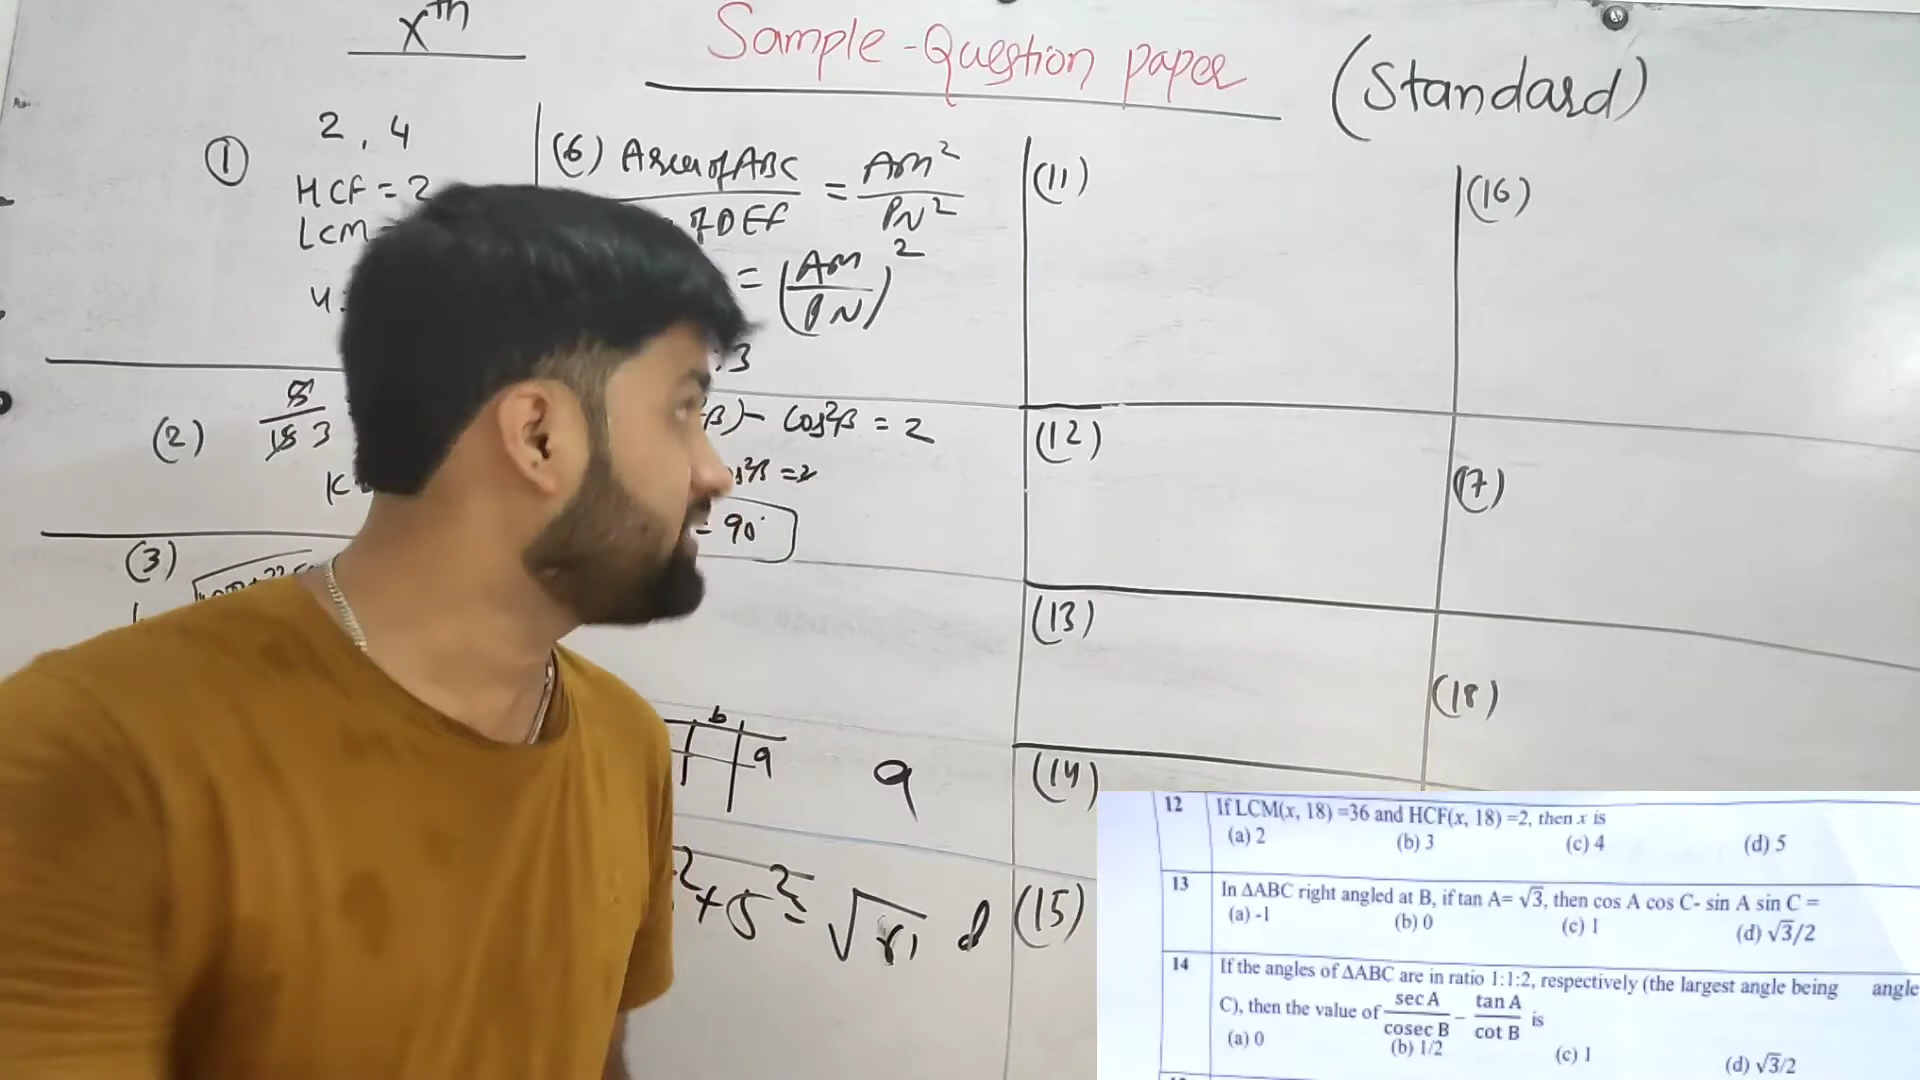 Xth
Sample-Question paper
(Standard)
①
2, 4
HCF = 2
LCM
4
(2)
K
(3)
(6) Area of ABC = AM²
of DEF PN²
= (AM/PN)²
:3
β) - Cos²β = 2
= 90°
b
a
a
² + 5² = √
d
(11)
(12)
(13)
(14)
(15)
(16)
(17)
(18)
12 If LCM(x, 18) =36 and HCF(x, 18) =2, then x is
(a) 2 (b) 3 (c) 4 (d) 5
13 In ΔABC right angled at B, if tan A= √3, then cos A cos C- sin A sin C =
(a) -1 (b) 0 (c) 1 (d) √3/2
14 If the angles of ΔABC are in ratio 1:1:2, respectively (the largest angle being angle
C), then the value of sec A/cosec B - tan A/cot B is
(a) 0 (b) 1/2 (c) 1 (d) √3/2